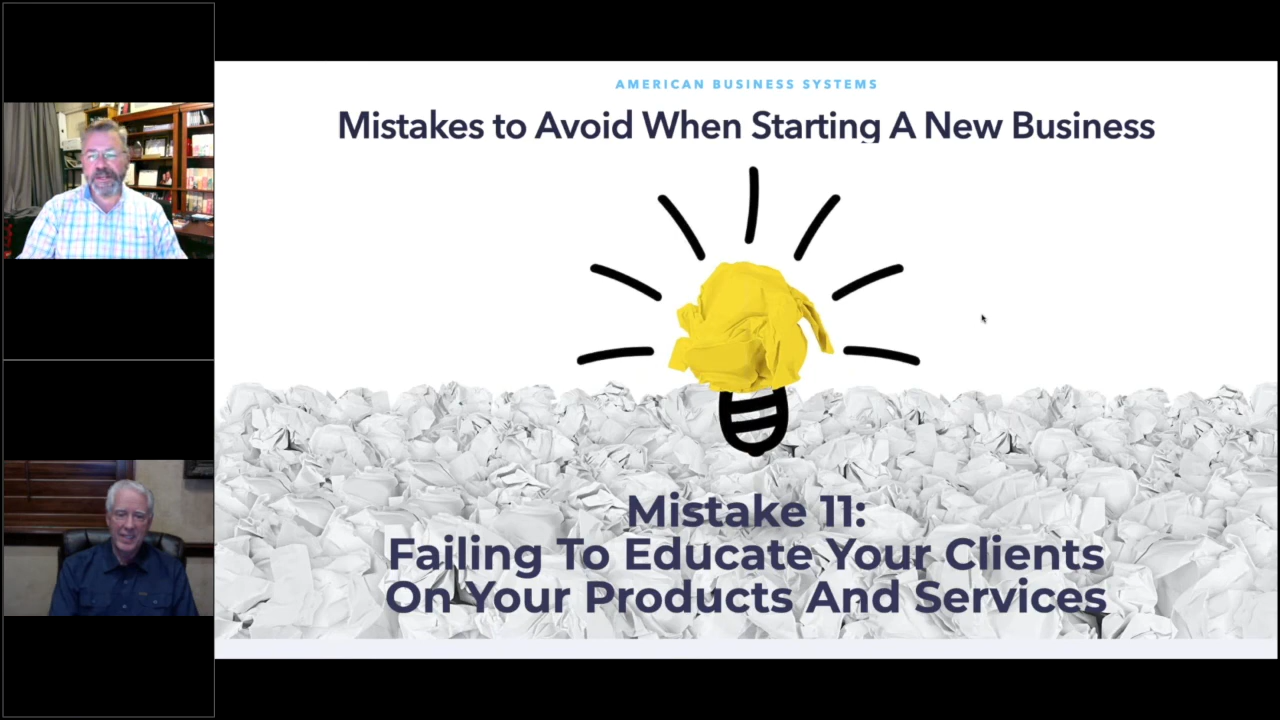 AMERICAN BUSINESS SYSTEMS
Mistakes to Avoid When Starting A New Business
Mistake 11:
Failing To Educate Your Clients
On Your Products And Services